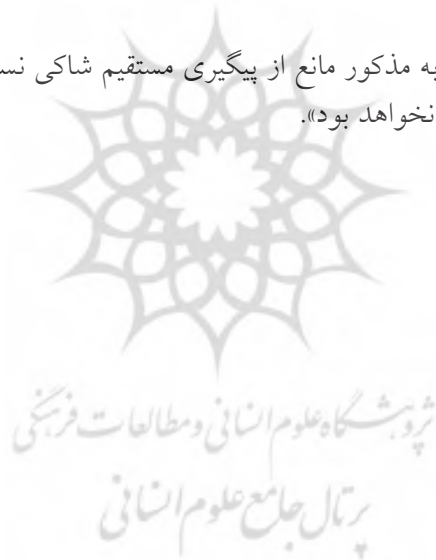 به مذکور مانع از پیگیری مستقیم شاکی
نخواهد بود».
پژوهشگاه علوم انسانی و مطالعات فرهنگی
پرتال جامع علوم انسانی